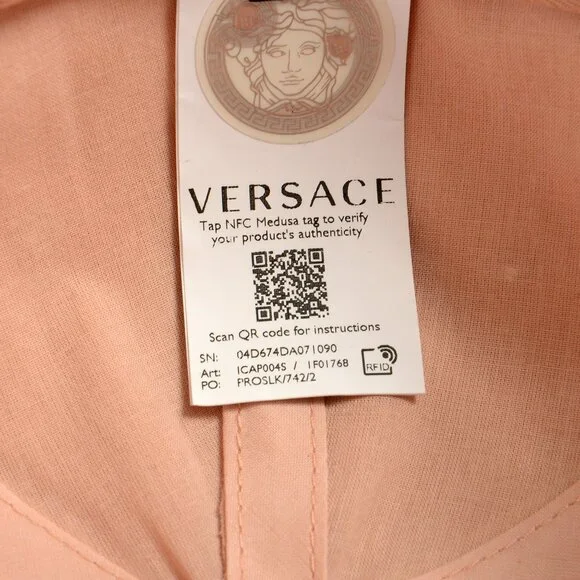 VERSACE
Tap NFC Medusa tag to verify
your product's authenticity
Scan QR code for instructions
SN: 04D674DA071090
Art: ICAP004S / 1F01768
PO: PROSLK/742/2
RFID